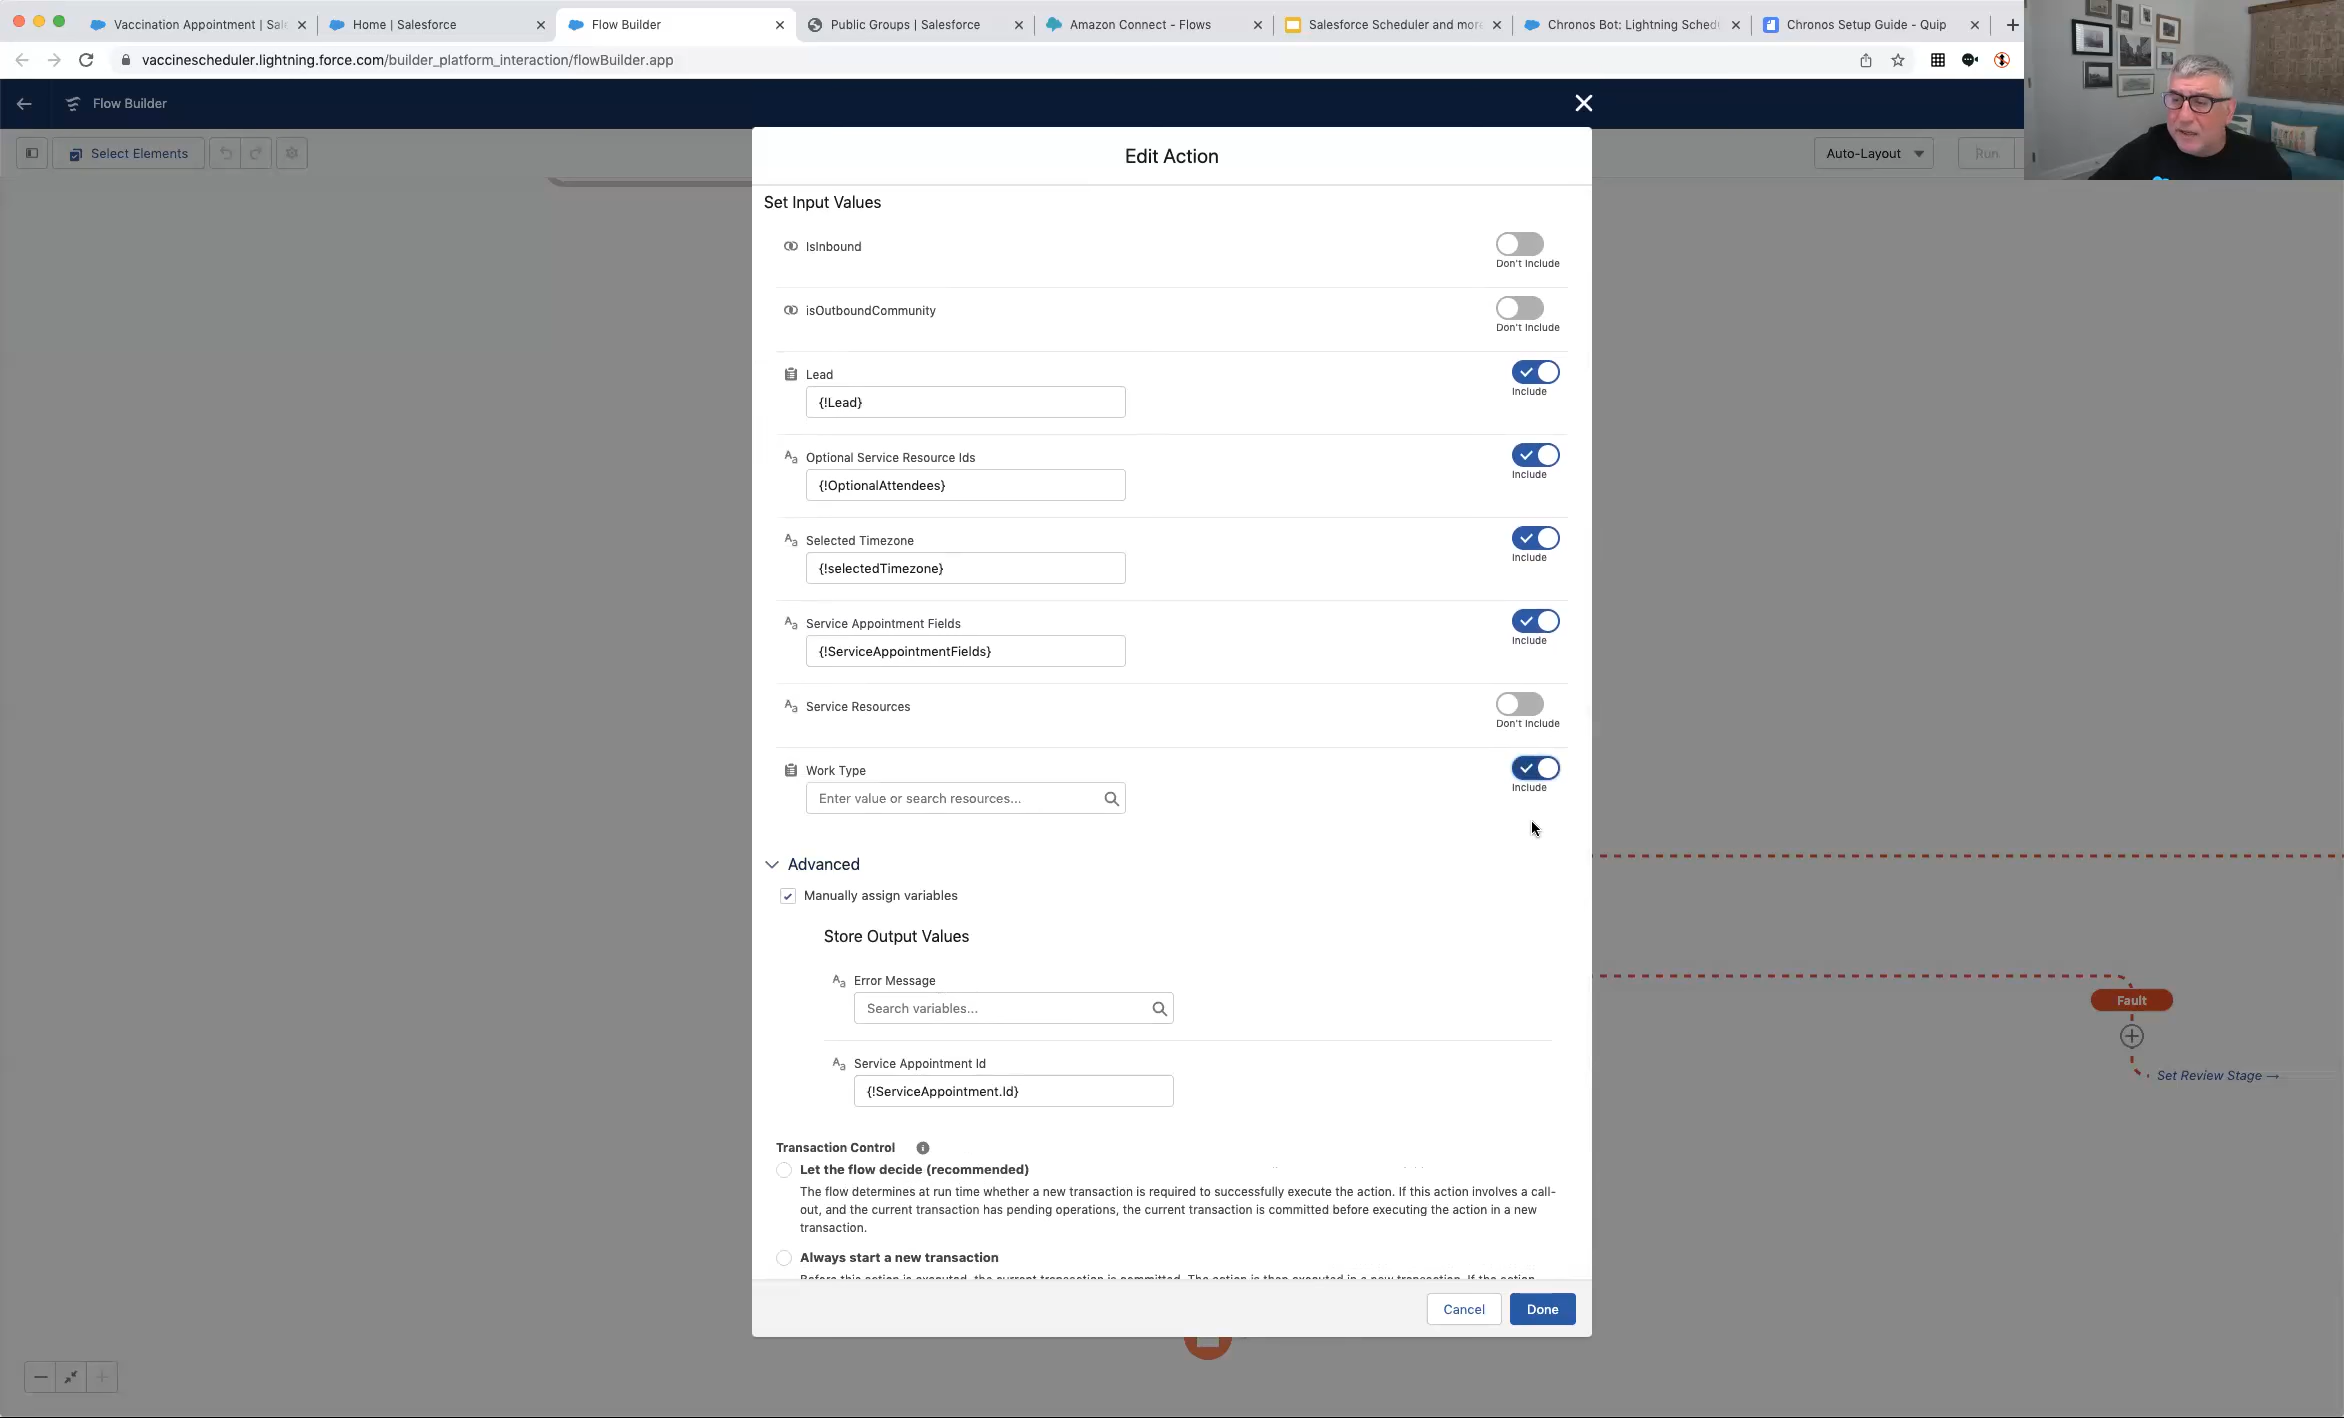 Vaccination Appointment | Sal
Home | Salesforce
Flow Builder
Public Groups | Salesforce
Amazon Connect - Flows
Salesforce Scheduler and more
Chronos Bot: Lightning Sched
Chronos Setup Guide - Quip
vaccinescheduler.lightning.force.com/builder_platform_interaction/flowBuilder.app
Flow Builder
Select Elements
Auto-Layout
Run
Edit Action
Set Input Values
IsInbound
Don't Include
isOutboundCommunity
Don't Include
Lead
Include
{!Lead}
Optional Service Resource Ids
Include
{!OptionalAttendees}
Selected Timezone
Include
{!selectedTimezone}
Service Appointment Fields
Include
{!ServiceAppointmentFields}
Service Resources
Don't Include
Work Type
Include
Enter value or search resources...
Advanced
Manually assign variables
Store Output Values
Error Message
Search variables...
Service Appointment Id
{!ServiceAppointment.Id}
Transaction Control
Let the flow decide (recommended)
The flow determines at run time whether a new transaction is required to successfully execute the action. If this action involves a call-
out, and the current transaction has pending operations, the current transaction is committed before executing the action in a new
transaction.
Always start a new transaction
Before this action is executed, the current transaction is committed. The action is then executed in a new transaction. If the action
Cancel
Done
Fault
Set Review Stage →